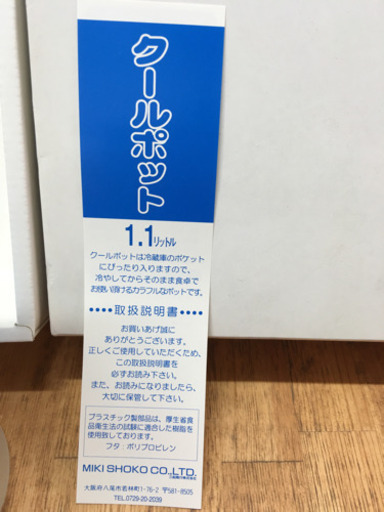 クールポット
1.1リットル
クールポットは冷蔵庫のポケット
にぴったり入りますので、
冷やしてからそのまま食卓で
お使い頂けるカラフルなポットです。
●●●●取扱説明書●●●●
お買いあげ誠に
ありがとうございます。
正しくご使用していただくため、
この取扱説明書を
必ずお読み下さい。
また、お読みになりましたら、
大切に保管して下さい。
プラスチック製部品は、厚生省食
品衛生法の試験に適合した樹脂を
使用致しております。
フタ:ポリプロピレン
MIKI SHOKO CO.,LTD.
大阪府八尾市若林町1-76-2 〒581-8505
TEL.0729-20-2039